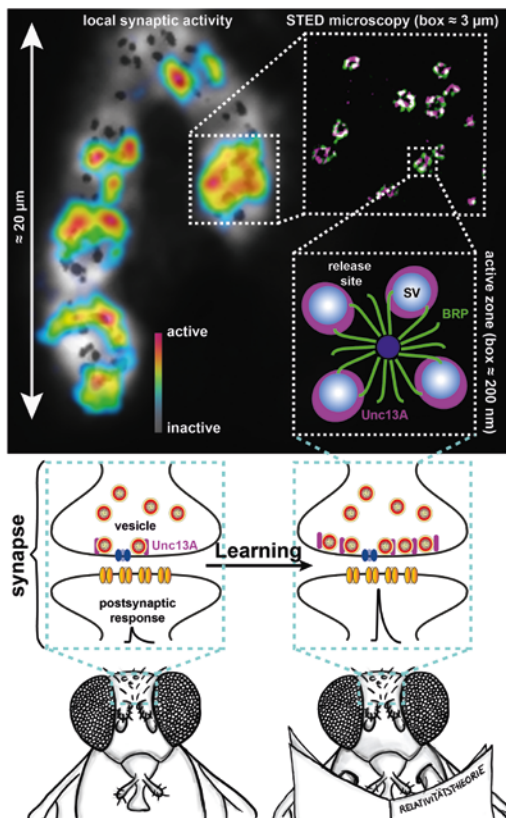 local synaptic activity
STED microscopy (box ≈ 3 µm)
≈ 20 µm
active
inactive
release
site
SV
BRP
Unc13A
active zone (box ≈ 200 nm)
synapse
vesicle
Unc13A
postsynaptic
response
Learning
RELATIVITÄTSTHEORIE